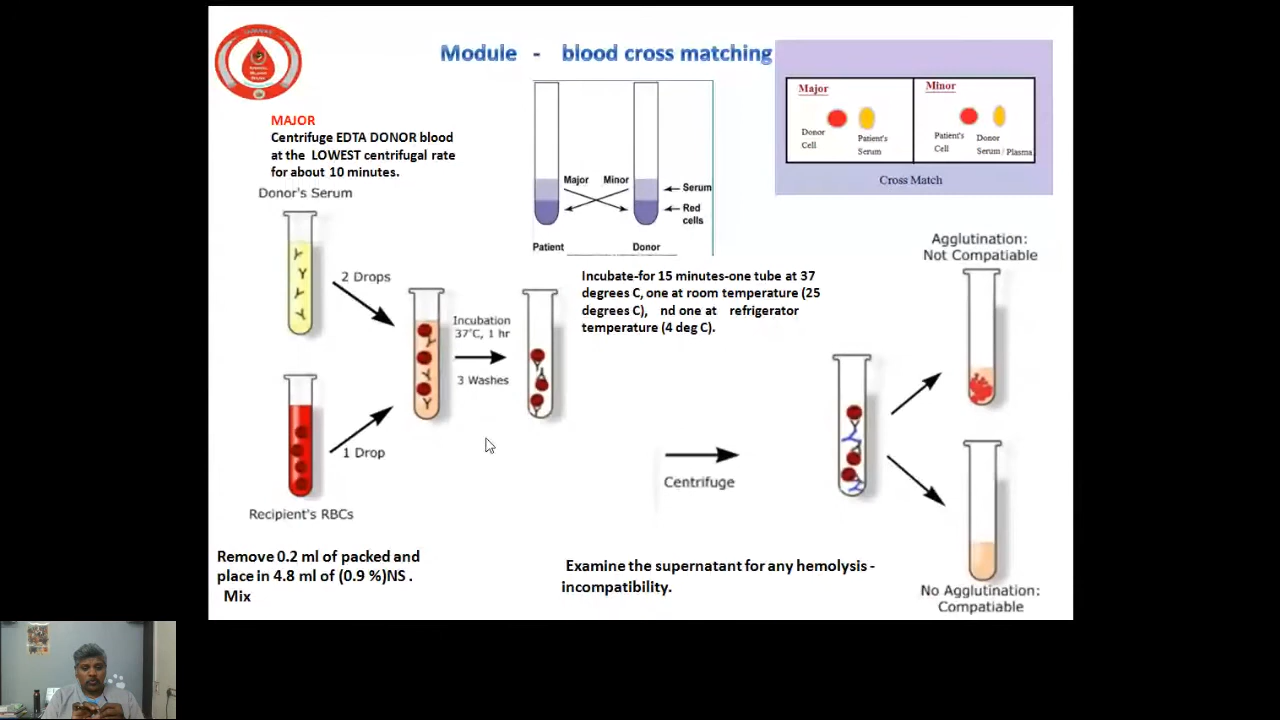 Module - blood cross matching
MAJOR
Centrifuge EDTA DONOR blood
at the LOWEST centrifugal rate
for about 10 minutes.
Donor's Serum
2 Drops
Recipient's RBCs
1 Drop
Incubation
37°C, 1 hr
3 Washes
Major
Minor
Serum
Red
cells
Patient
Donor
Major
Donor
Cell
Patient's
Serum
Minor
Patient's
Cell
Donor
Serum / Plasma
Cross Match
Incubate-for 15 minutes-one tube at 37
degrees C, one at room temperature (25
degrees C), nd one at refrigerator
temperature (4 deg C).
Centrifuge
Agglutination:
Not Compatiable
No Agglutination:
Compatiable
Remove 0.2 ml of packed and
place in 4.8 ml of (0.9 %)NS .
Mix
Examine the supernatant for any hemolysis -
incompatibility.